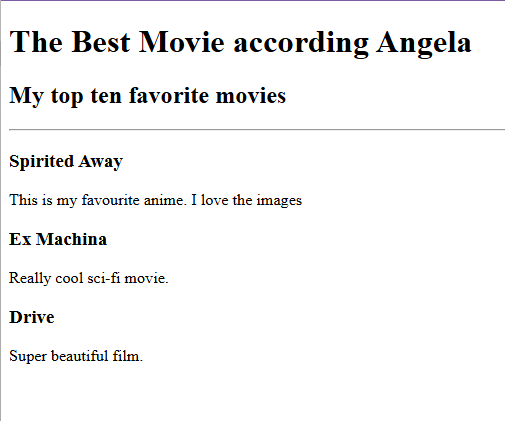 The Best Movie according Angela
My top ten favorite movies
Spirited Away
This is my favourite anime. I love the images
Ex Machina
Really cool sci-fi movie.
Drive
Super beautiful film.